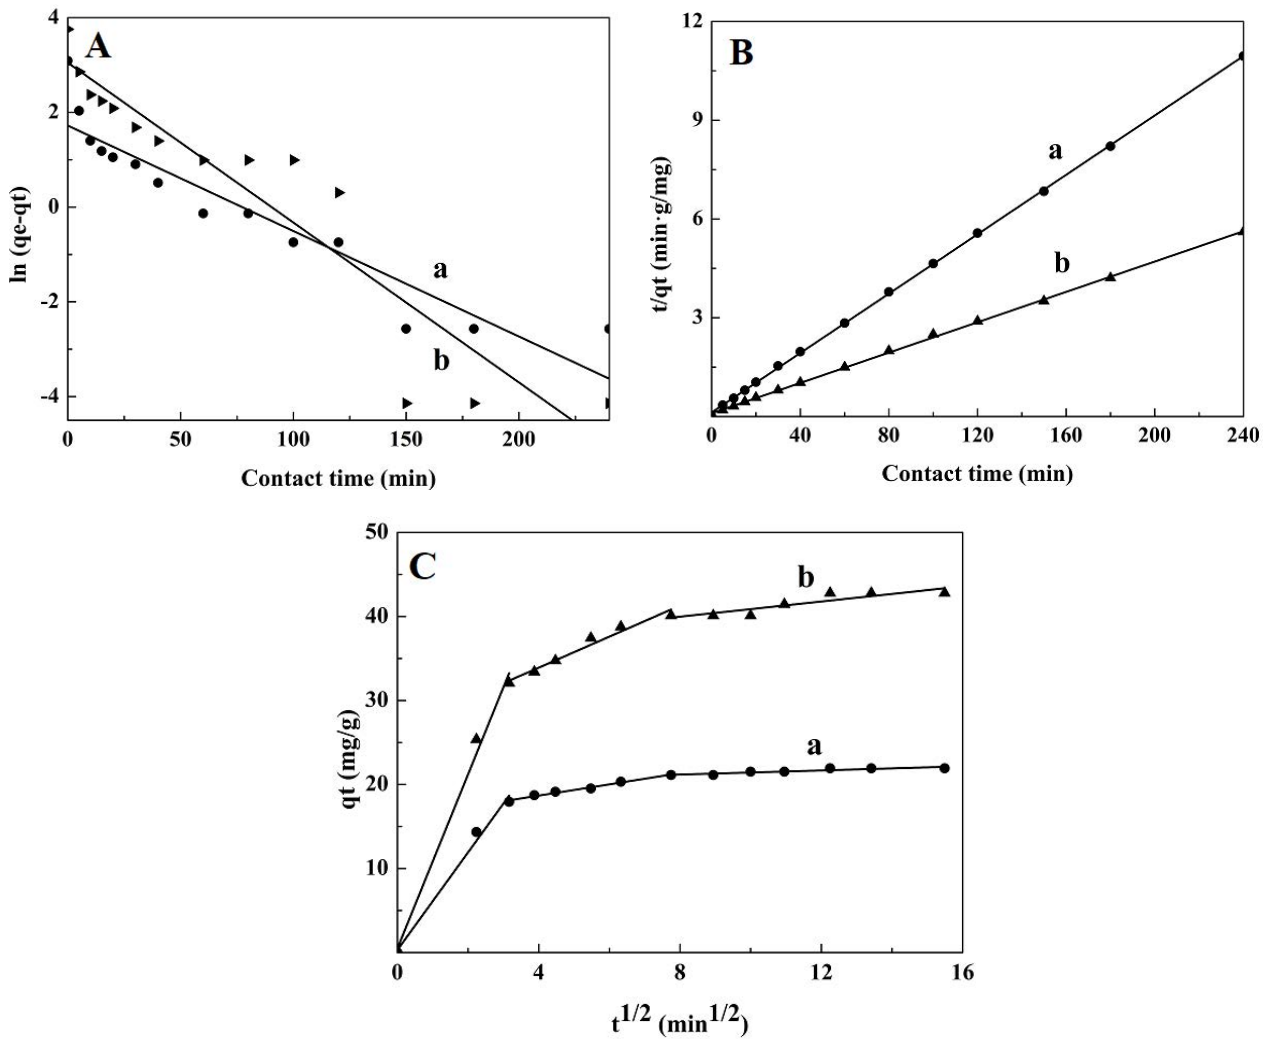 A
4
2
0
-2
-4
ln (qe-qt)
a
b
0 50 100 150 200
Contact time (min)
B
12
9
6
3
t/qt (min·g/mg)
a
b
0 40 80 120 160 200 240
Contact time (min)
C
50
40
30
20
10
qt (mg/g)
b
a
0 4 8 12 16
t1/2 (min1/2)